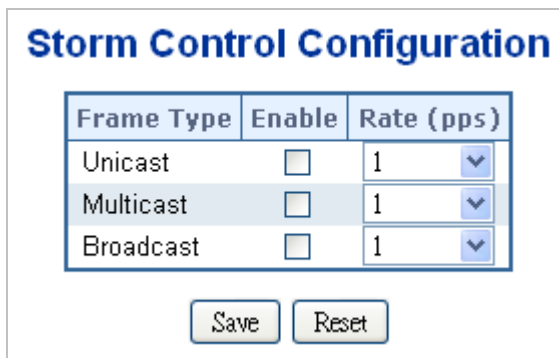 Storm Control Configuration
Frame Type Enable Rate (pps)
Unicast 1
Multicast 1
Broadcast 1
Save Reset